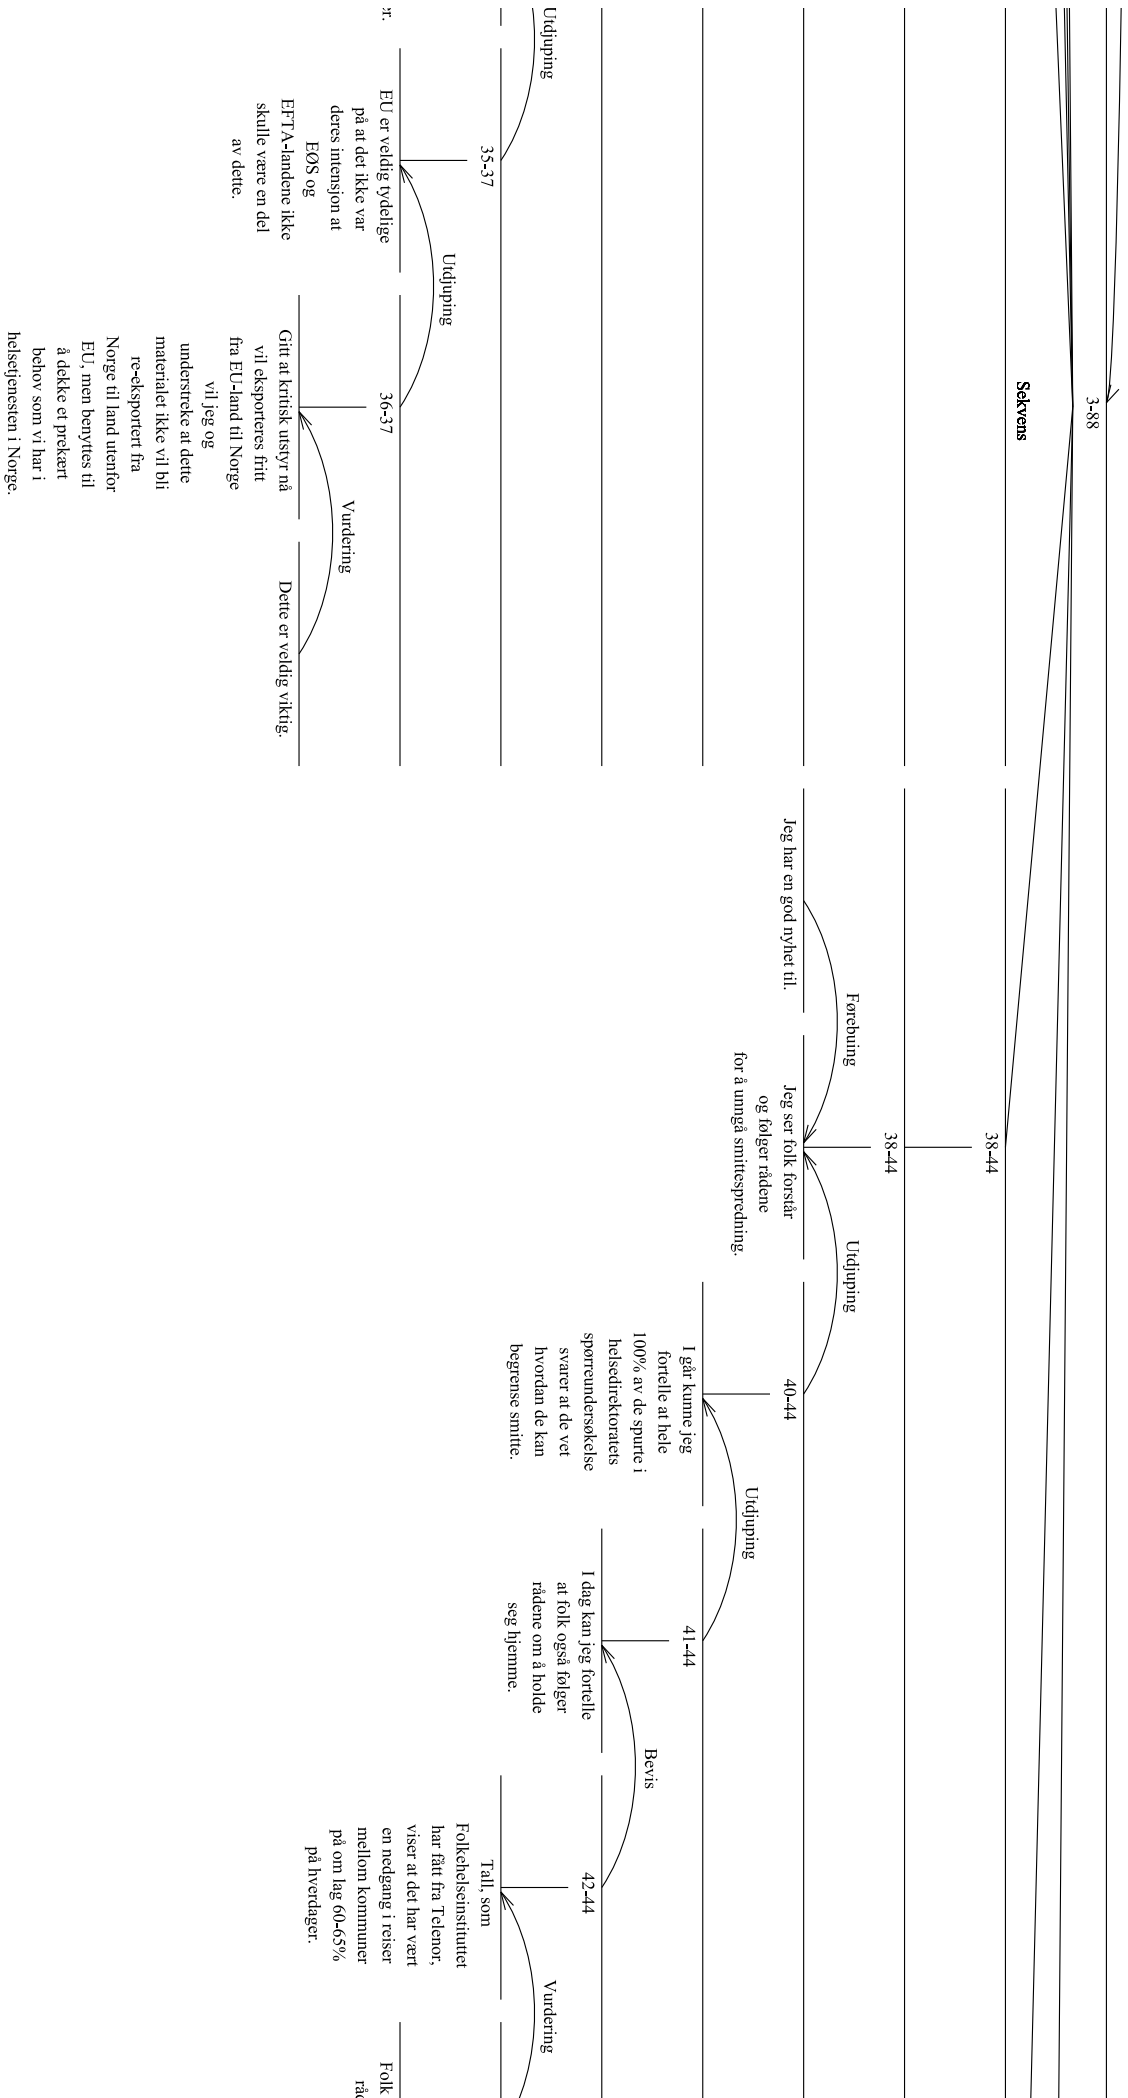 3-88
Sekvens
Utdjuping
35-37
EU er veldig tydelige
på at det ikke var
deres intensjon at
EØS og
EFTA-landene ikke
skulle være en del
av dette.
Utdjuping
36-37
Gitt at kritisk utstyr nå
vil eksporteres fritt
fra EU-land til Norge
vil jeg og
understreke at dette
materialet ikke vil bli
re-eksportert fra
Norge til land utenfor
EU, men benyttes til
å dekke et prekært
behov som vi har i
helsetjenesten i Norge.
Vurdering
Dette er veldig viktig.
38-44
38-44
Jeg har en god nyhet til.
Førebuing
Jeg ser folk forstår
og følger rådene
for å unngå smittespredning.
Utdjuping
40-44
I går kunne jeg
fortelle at hele
100% av de spurte i
helsedirektoratets
spørreundersøkelse
svarer at de vet
hvordan de kan
begrense smitte.
Utdjuping
41-44
I dag kan jeg fortelle
at folk også følger
rådene om å holde
seg hjemme.
Bevis
42-44
Tall, som
Folkehelseinstituttet
har fått fra Telenor,
viser at det har vært
en nedgang i reiser
mellom kommuner
på om lag 60-65%
på hverdager.
Vurdering
Folk